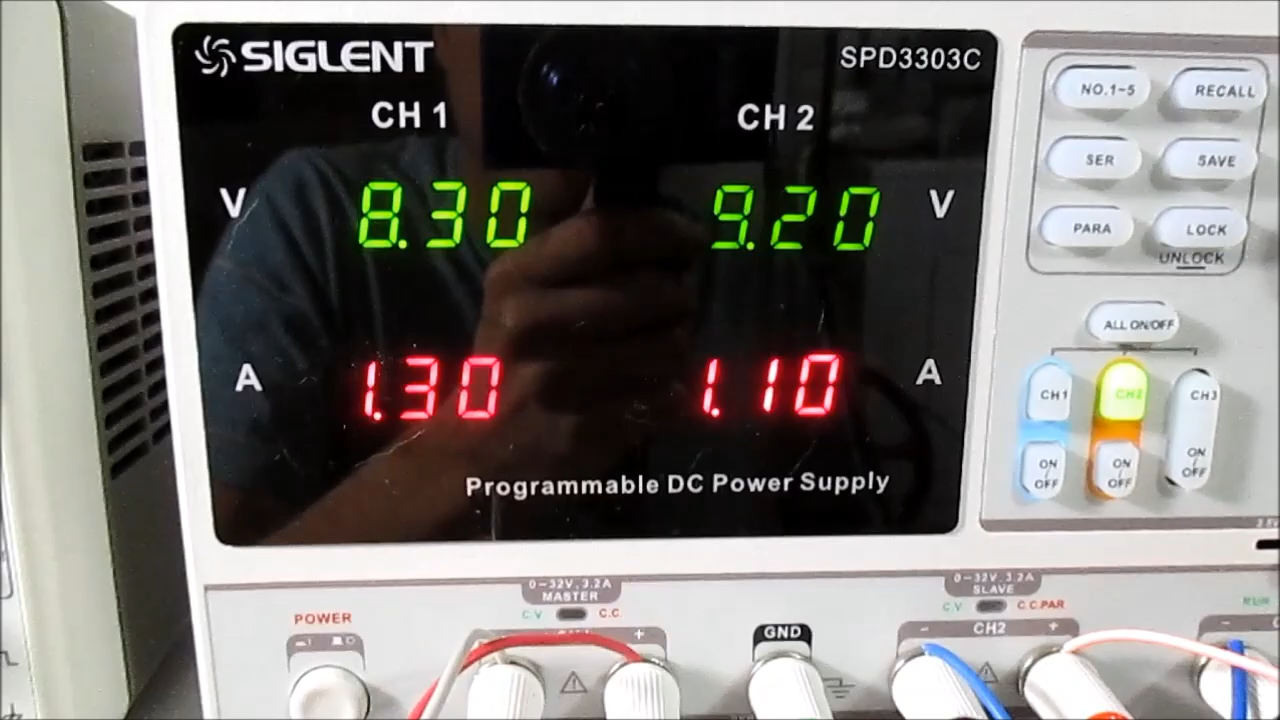 SIGLENT
SPD3303C
CH 1
CH 2
V
8.30
9.20
V
A
1.30
1.10
A
Programmable DC Power Supply
NO.1-5
RECALL
SER
SAVE
PARA
LOCK
UNLOCK
ALL ON/OFF
CH1
CH2
CH3
ON / OFF
ON / OFF
ON / OFF
POWER
0-32V, 3.2A
MASTER
C.V
C.C.
+
GND
0-32V, 3.2A
SLAVE
C.V
C.C.PAR
- CH2 +
-